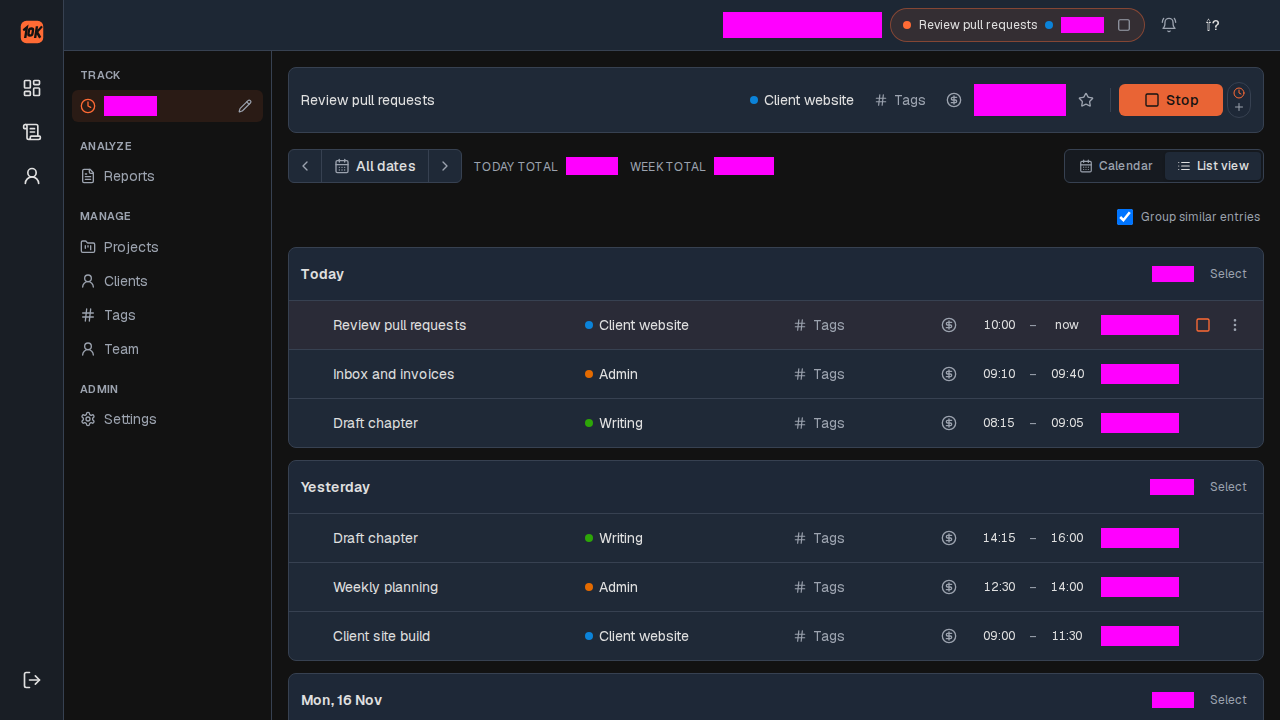 10K
Review pull requests
?
TRACK
ANALYZE
Reports
MANAGE
Projects
Clients
Tags
Team
ADMIN
Settings
Review pull requests Client website Tags Stop
All dates TODAY TOTAL WEEK TOTAL Calendar List view
Group similar entries
Today Select
Review pull requests Client website Tags 10:00 – now
Inbox and invoices Admin Tags 09:10 – 09:40
Draft chapter Writing Tags 08:15 – 09:05
Yesterday Select
Draft chapter Writing Tags 14:15 – 16:00
Weekly planning Admin Tags 12:30 – 14:00
Client site build Client website Tags 09:00 – 11:30
Mon, 16 Nov Select